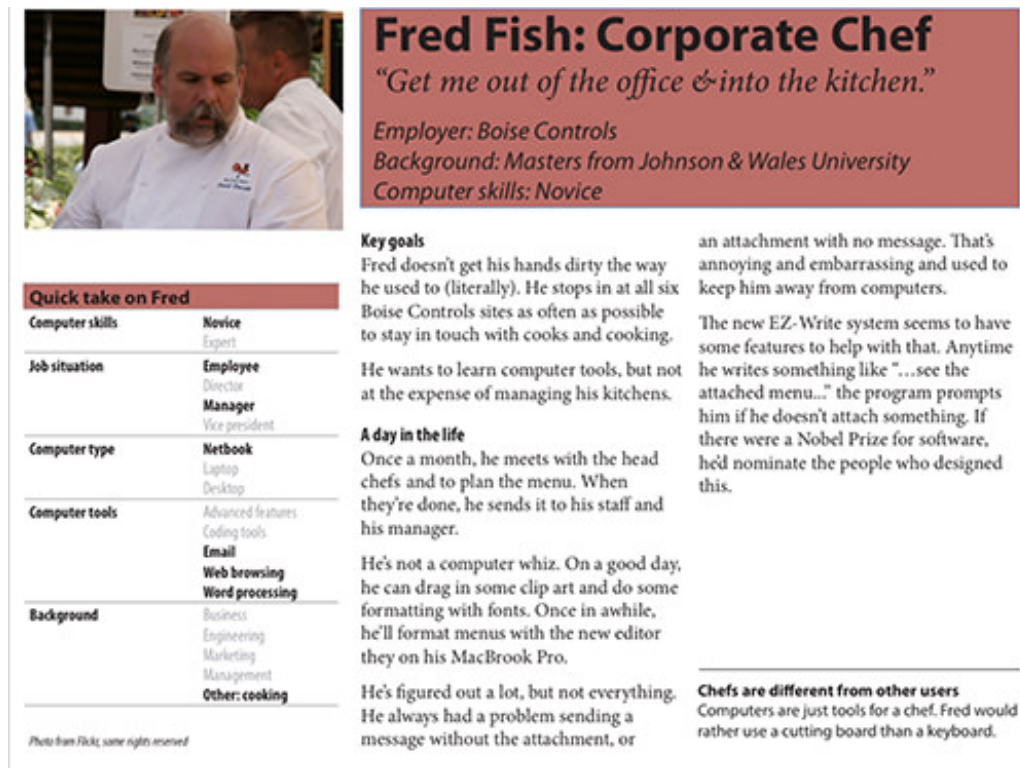 Fred Fish: Corporate Chef
“Get me out of the office & into the kitchen.”
Employer: Boise Controls
Background: Masters from Johnson & Wales University
Computer skills: Novice
Quick take on Fred
Computer skills
Novice
Expert
Job situation
Employee
Director
Manager
Vice president
Computer type
Netbook
Laptop
Desktop
Computer tools
Advanced features
Coding tools
Email
Web browsing
Word processing
Background
Business
Engineering
Marketing
Management
Other: cooking
Photo from Flickr, some rights reserved
Key goals
Fred doesn’t get his hands dirty the way
he used to (literally). He stops in at all six
Boise Controls sites as often as possible
to stay in touch with cooks and cooking.
He wants to learn computer tools, but not
at the expense of managing his kitchens.
A day in the life
Once a month, he meets with the head
chefs and to plan the menu. When
they’re done, he sends it to his staff and
his manager.
He’s not a computer whiz. On a good day,
he can drag in some clip art and do some
formatting with fonts. Once in awhile,
he’ll format menus with the new editor
they on his MacBrook Pro.
He’s figured out a lot, but not everything.
He always had a problem sending a
message without the attachment, or
an attachment with no message. That’s
annoying and embarrassing and used to
keep him away from computers.
The new EZ-Write system seems to have
some features to help with that. Anytime
he writes something like “...see the
attached menu...” the program prompts
him if he doesn’t attach something. If
there were a Nobel Prize for software,
he’d nominate the people who designed
this.
Chefs are different from other users
Computers are just tools for a chef. Fred would
rather use a cutting board than a keyboard.